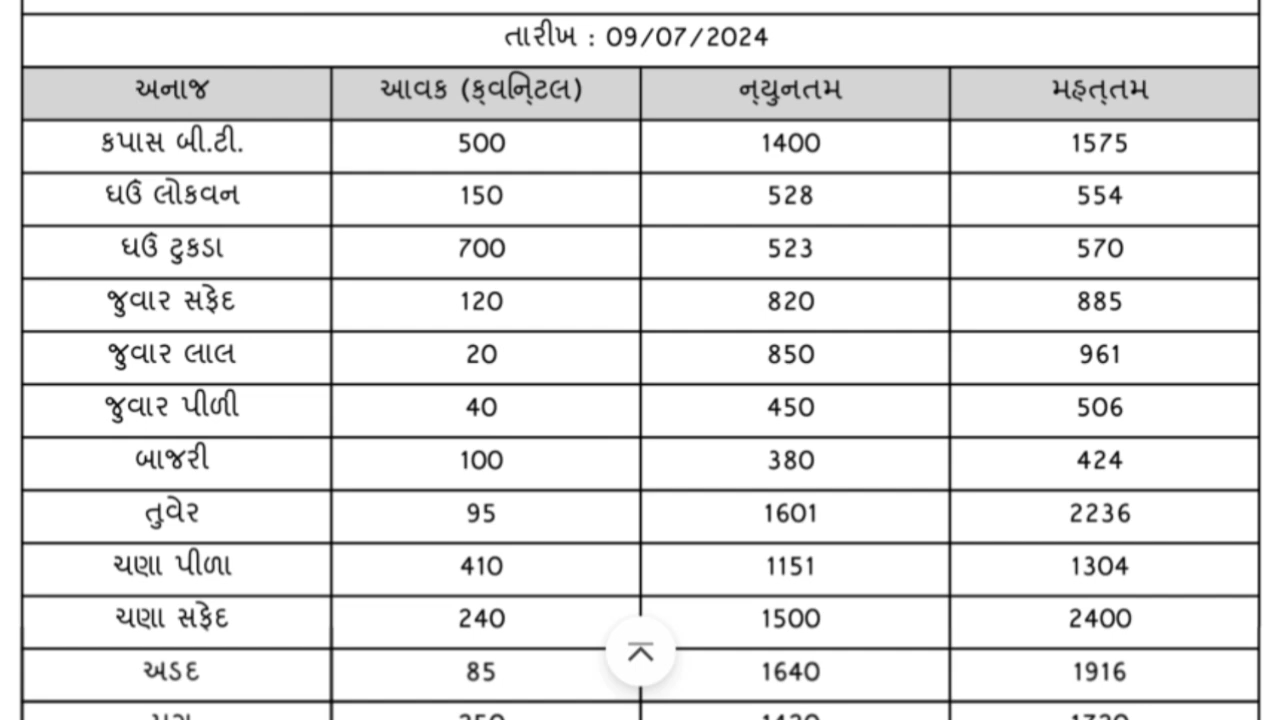 તારીખ : 09/07/2024
અનાજ આવક (ક્વિન્ટિલ) ન્યુનતમ મહત્તમ
કપાસ બી.ટી. 500 1400 1575
ઘઉં લોકવન 150 528 554
ઘઉં ટુકડા 700 523 570
જુવાર સફેદ 120 820 885
જુવાર લાલ 20 850 961
જુવાર પીળી 40 450 506
બાજરી 100 380 424
તુવેર 95 1601 2236
ચણા પીળા 410 1151 1304
ચણા સફેદ 240 1500 2400
અડદ 85 1640 1916